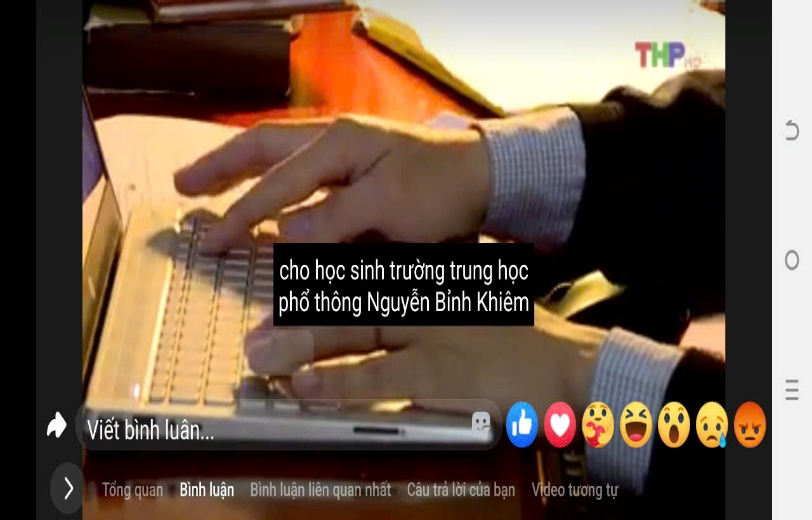 THP HD
cho học sinh trường trung học
phổ thông Nguyễn Bỉnh Khiêm
Viết bình luận...
Tổng quan Bình luận Bình luận liên quan nhất Câu trả lời của bạn Video tương tự